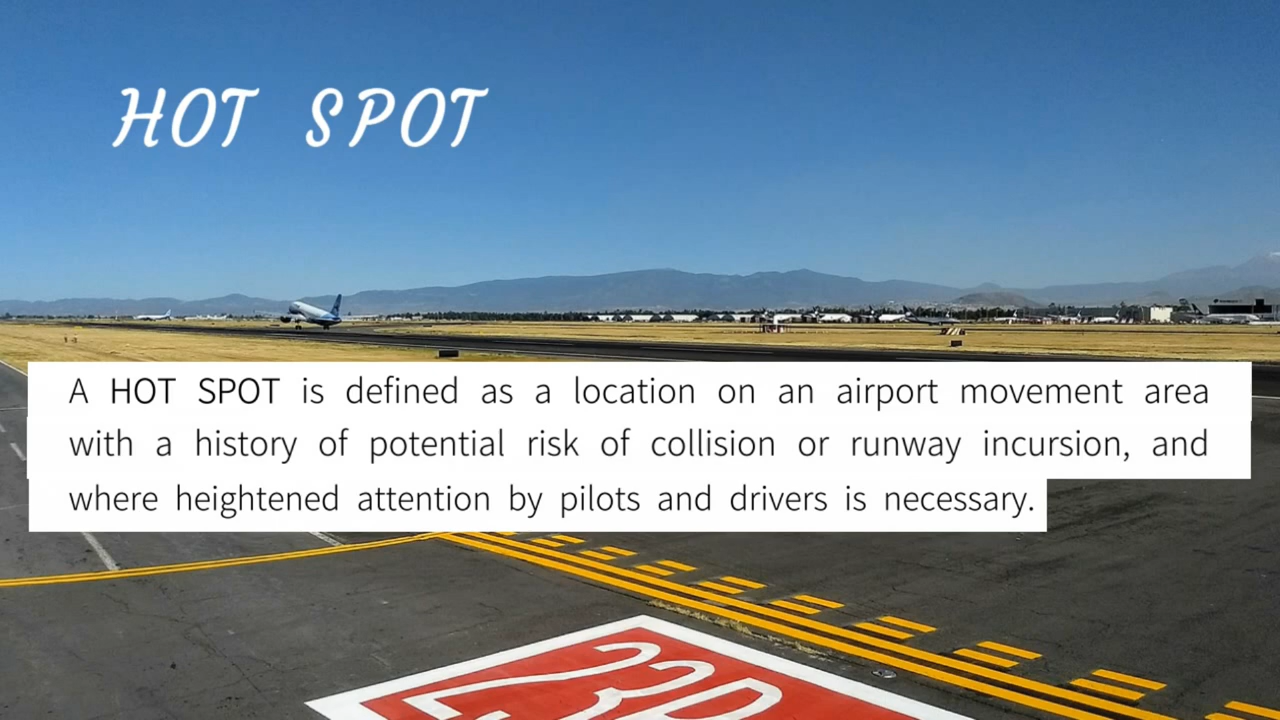 HOT SPOT
A HOT SPOT is defined as a location on an airport movement area
with a history of potential risk of collision or runway incursion, and
where heightened attention by pilots and drivers is necessary.